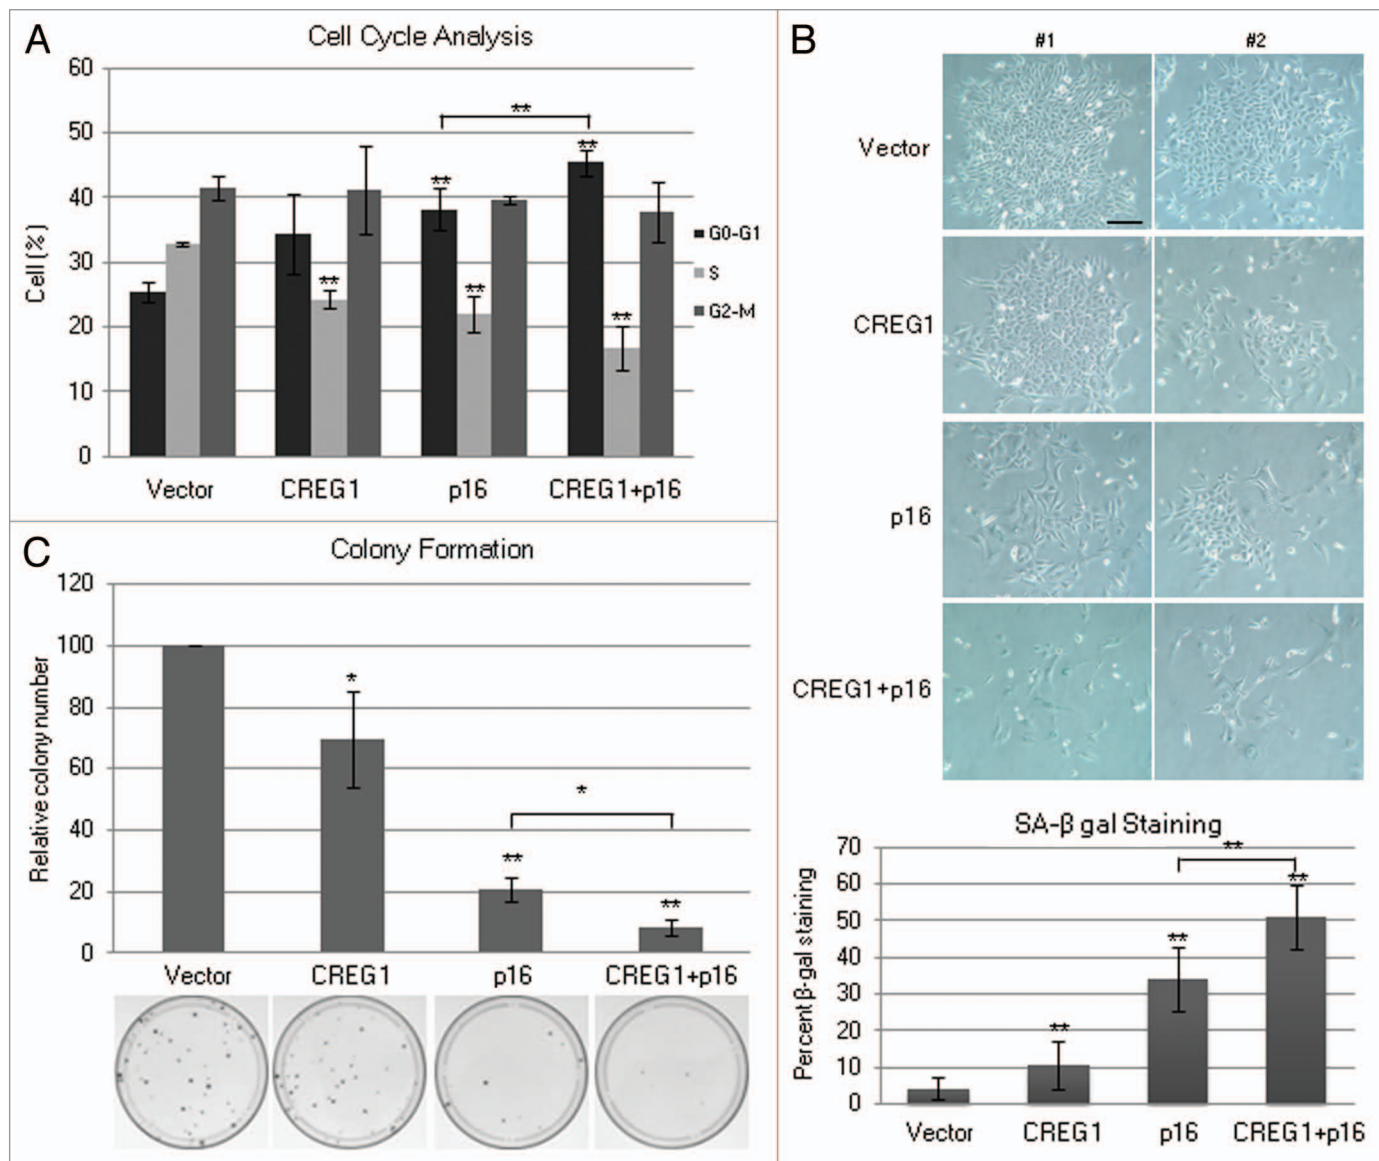 A
Cell Cycle Analysis
60
50
40
30
20
10
0
Cell (%)
**
**
**
**
**
**
G0-G1
S
G2-M
Vector
CREG1
p16
CREG1+p16
B
#1
#2
Vector
CREG1
p16
CREG1+p16
SA-β gal Staining
70
60
50
40
30
20
10
0
Percent β-gal staining
**
**
**
**
Vector
CREG1
p16
CREG1+p16
C
Colony Formation
120
100
80
60
40
20
0
Relative colony number
*
*
**
**
Vector
CREG1
p16
CREG1+p16